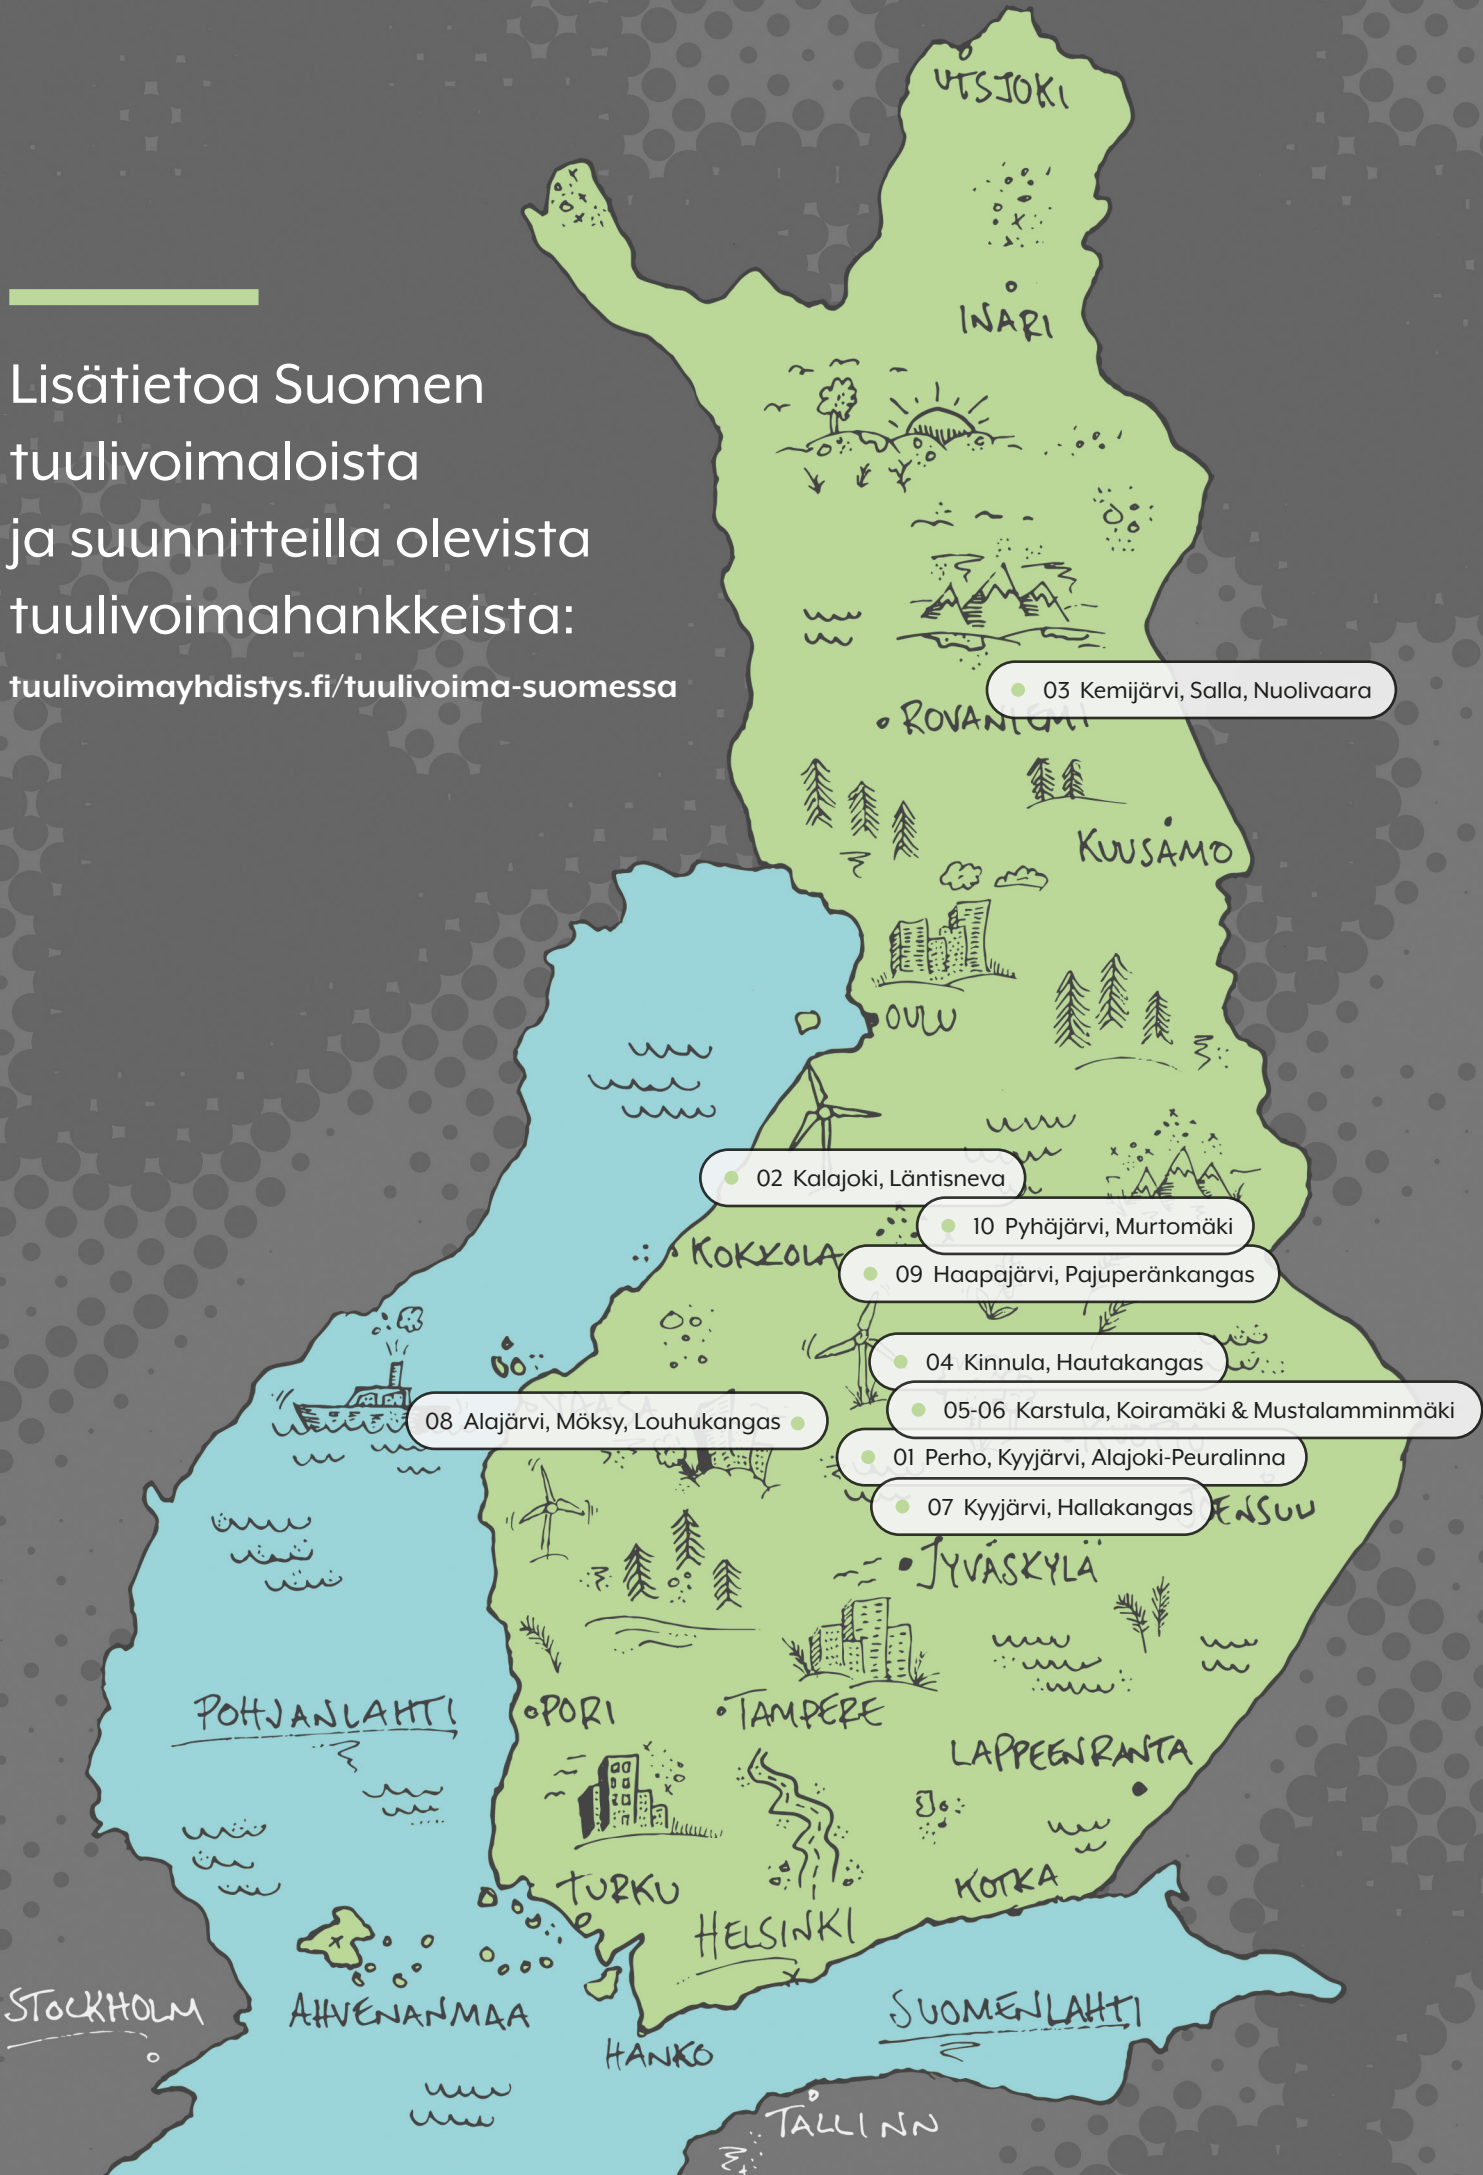 UTSJOKI
INARI
Lisätietoa Suomen
tuulivoimaloista
ja suunnitteilla olevista
tuulivoimahankkeista:
tuulivoimayhdistys.fi/tuulivoima-suomessa
03 Kemijärvi, Salla, Nuolivaara
ROVANIEMI
KUUSAMO
OULU
02 Kalajoki, Läntisneva
10 Pyhäjärvi, Murtomäki
KOKKOLA
09 Haapajärvi, Pajuperänkangas
04 Kinnula, Hautakangas
VAASA
05-06 Karstula, Koiramäki & Mustalamminmäki
08 Alajärvi, Möksy, Louhukangas
01 Perho, Kyyjärvi, Alajoki-Peuralinna
07 Kyyjärvi, Hallakangas
JOENSUU
JYVÄSKYLÄ
POHJANLAHTI
PORI
TAMPERE
LAPPEENRANTA
TURKU
KOTKA
HELSINKI
STOCKHOLM
AHVENANMAA
SUOMENLAHTI
HANKO
TALLINN